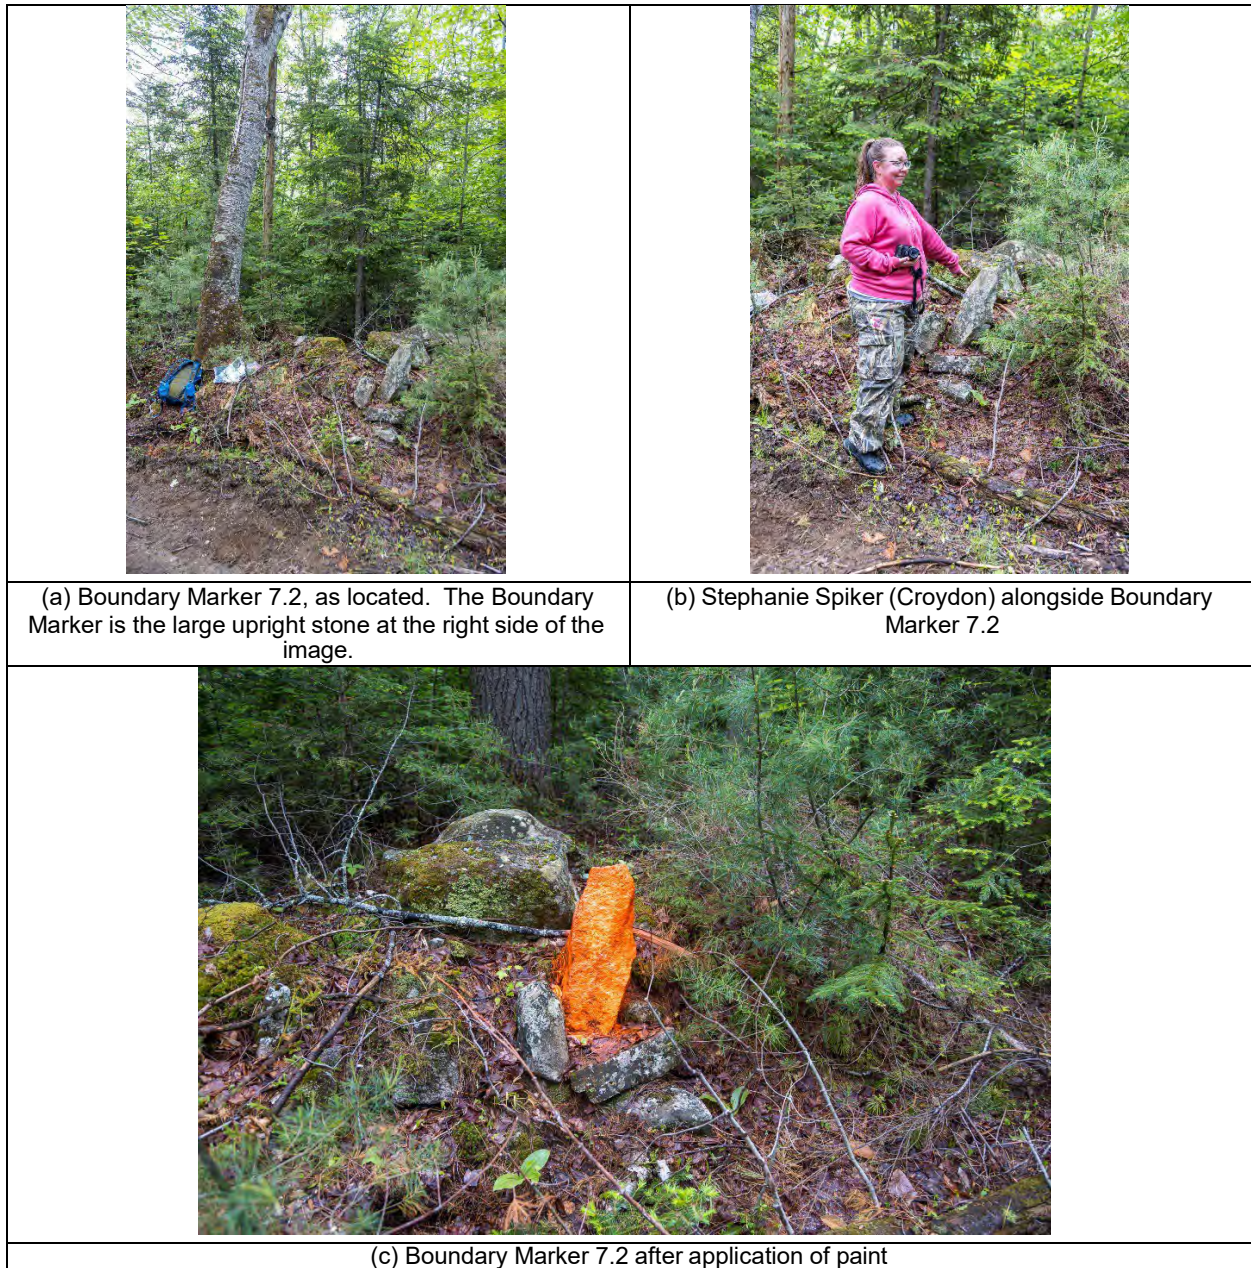 (a) Boundary Marker 7.2, as located.  The Boundary
Marker is the large upright stone at the right side of the
image.
(b) Stephanie Spiker (Croydon) alongside Boundary
Marker 7.2
(c) Boundary Marker 7.2 after application of paint